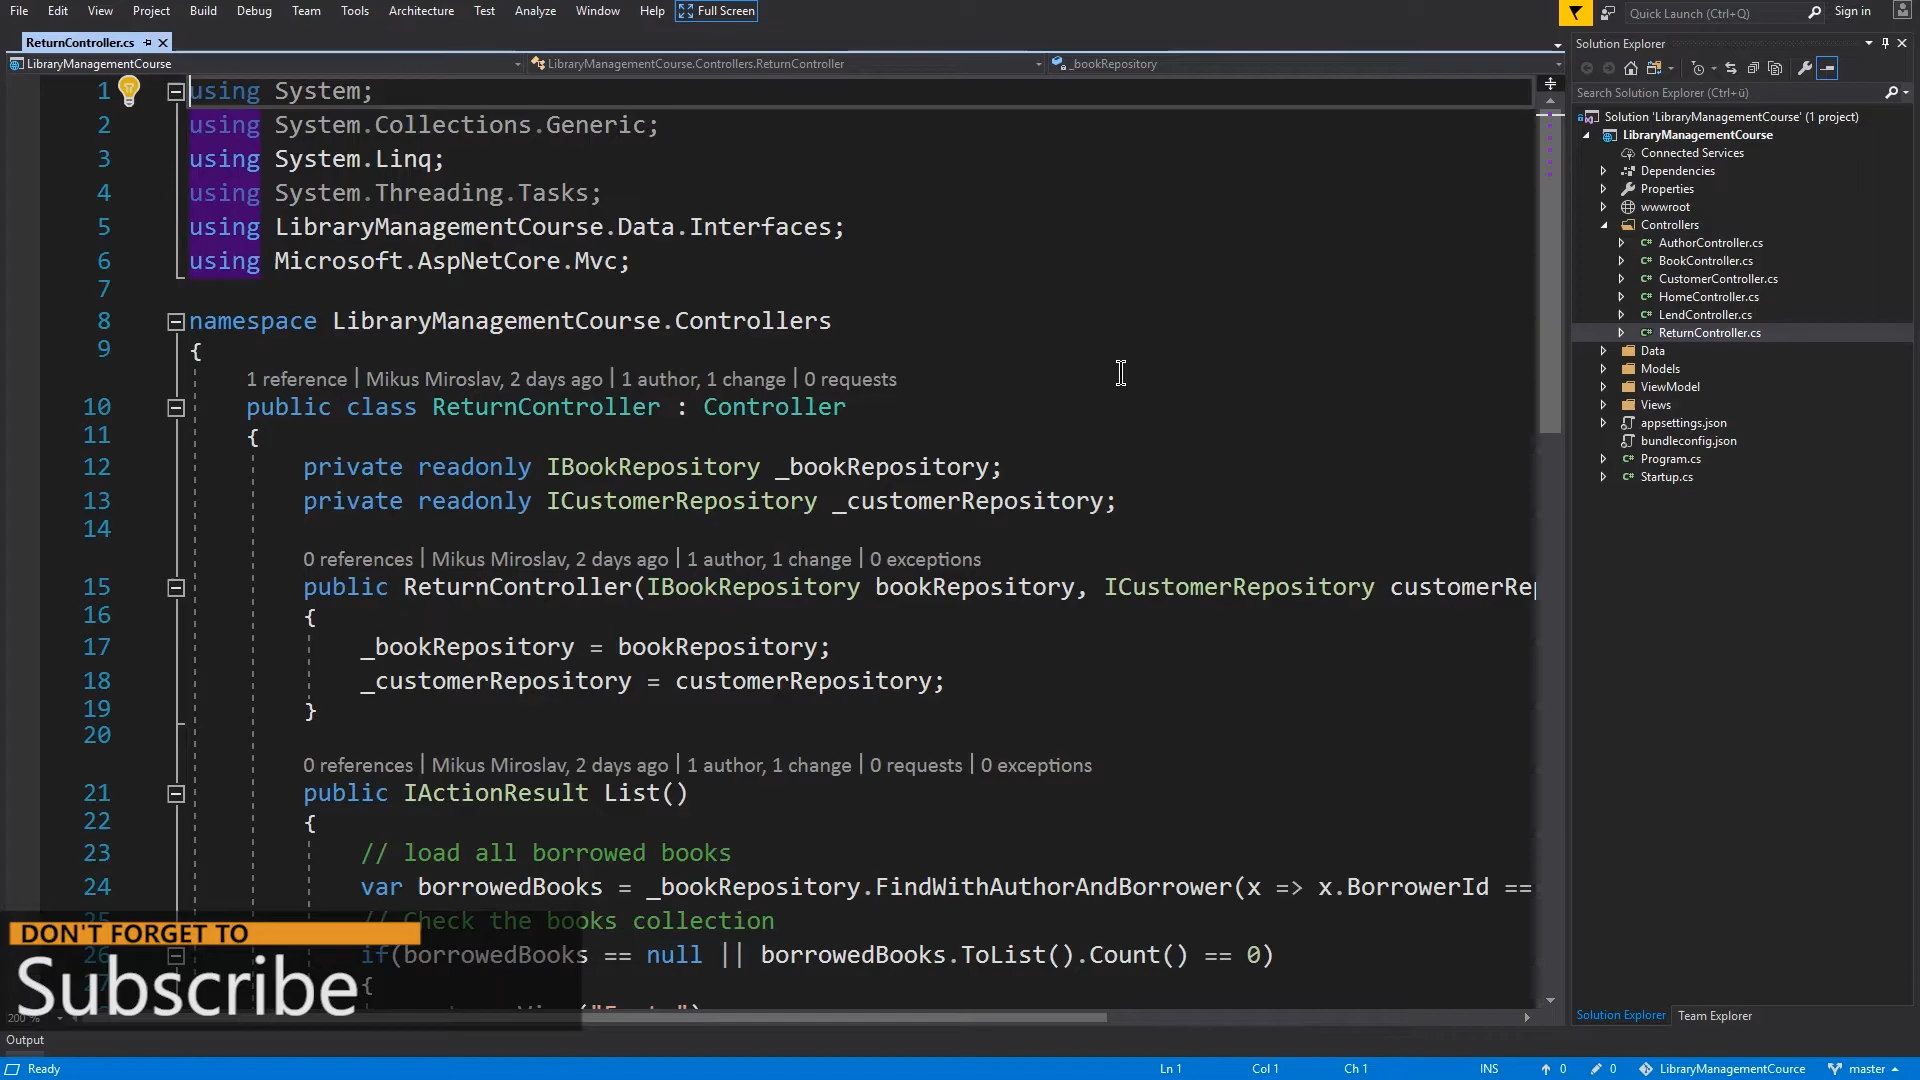 File Edit View Project Build Debug Team Tools Architecture Test Analyze Window Help Full Screen
Quick Launch (Ctrl+Q) Sign in
ReturnController.cs
LibraryManagementCourse LibraryManagementCourse.Controllers.ReturnController _bookRepository
1 using System;
2 using System.Collections.Generic;
3 using System.Linq;
4 using System.Threading.Tasks;
5 using LibraryManagementCourse.Data.Interfaces;
6 using Microsoft.AspNetCore.Mvc;
7
8 namespace LibraryManagementCourse.Controllers
9 {
1 reference | Mikus Miroslav, 2 days ago | 1 author, 1 change | 0 requests
10 public class ReturnController : Controller
11 {
12 private readonly IBookRepository _bookRepository;
13 private readonly ICustomerRepository _customerRepository;
14
0 references | Mikus Miroslav, 2 days ago | 1 author, 1 change | 0 exceptions
15 public ReturnController(IBookRepository bookRepository, ICustomerRepository customerRep
16 {
17 _bookRepository = bookRepository;
18 _customerRepository = customerRepository;
19 }
20
0 references | Mikus Miroslav, 2 days ago | 1 author, 1 change | 0 requests | 0 exceptions
21 public IActionResult List()
22 {
23 // load all borrowed books
24 var borrowedBooks = _bookRepository.FindWithAuthorAndBorrower(x => x.BorrowerId ==
25 // Check the books collection
26 if(borrowedBooks == null || borrowedBooks.ToList().Count() == 0)
{
DON'T FORGET TO
Subscribe
200 %
Output
Solution Explorer
Search Solution Explorer (Ctrl+ü)
Solution 'LibraryManagementCourse' (1 project)
LibraryManagementCourse
Connected Services
Dependencies
Properties
wwwroot
Controllers
AuthorController.cs
BookController.cs
CustomerController.cs
HomeController.cs
LendController.cs
ReturnController.cs
Data
Models
ViewModel
Views
appsettings.json
bundleconfig.json
Program.cs
Startup.cs
Solution Explorer Team Explorer
Ready Ln 1 Col 1 Ch 1 INS 0 0 LibraryManagementCource master